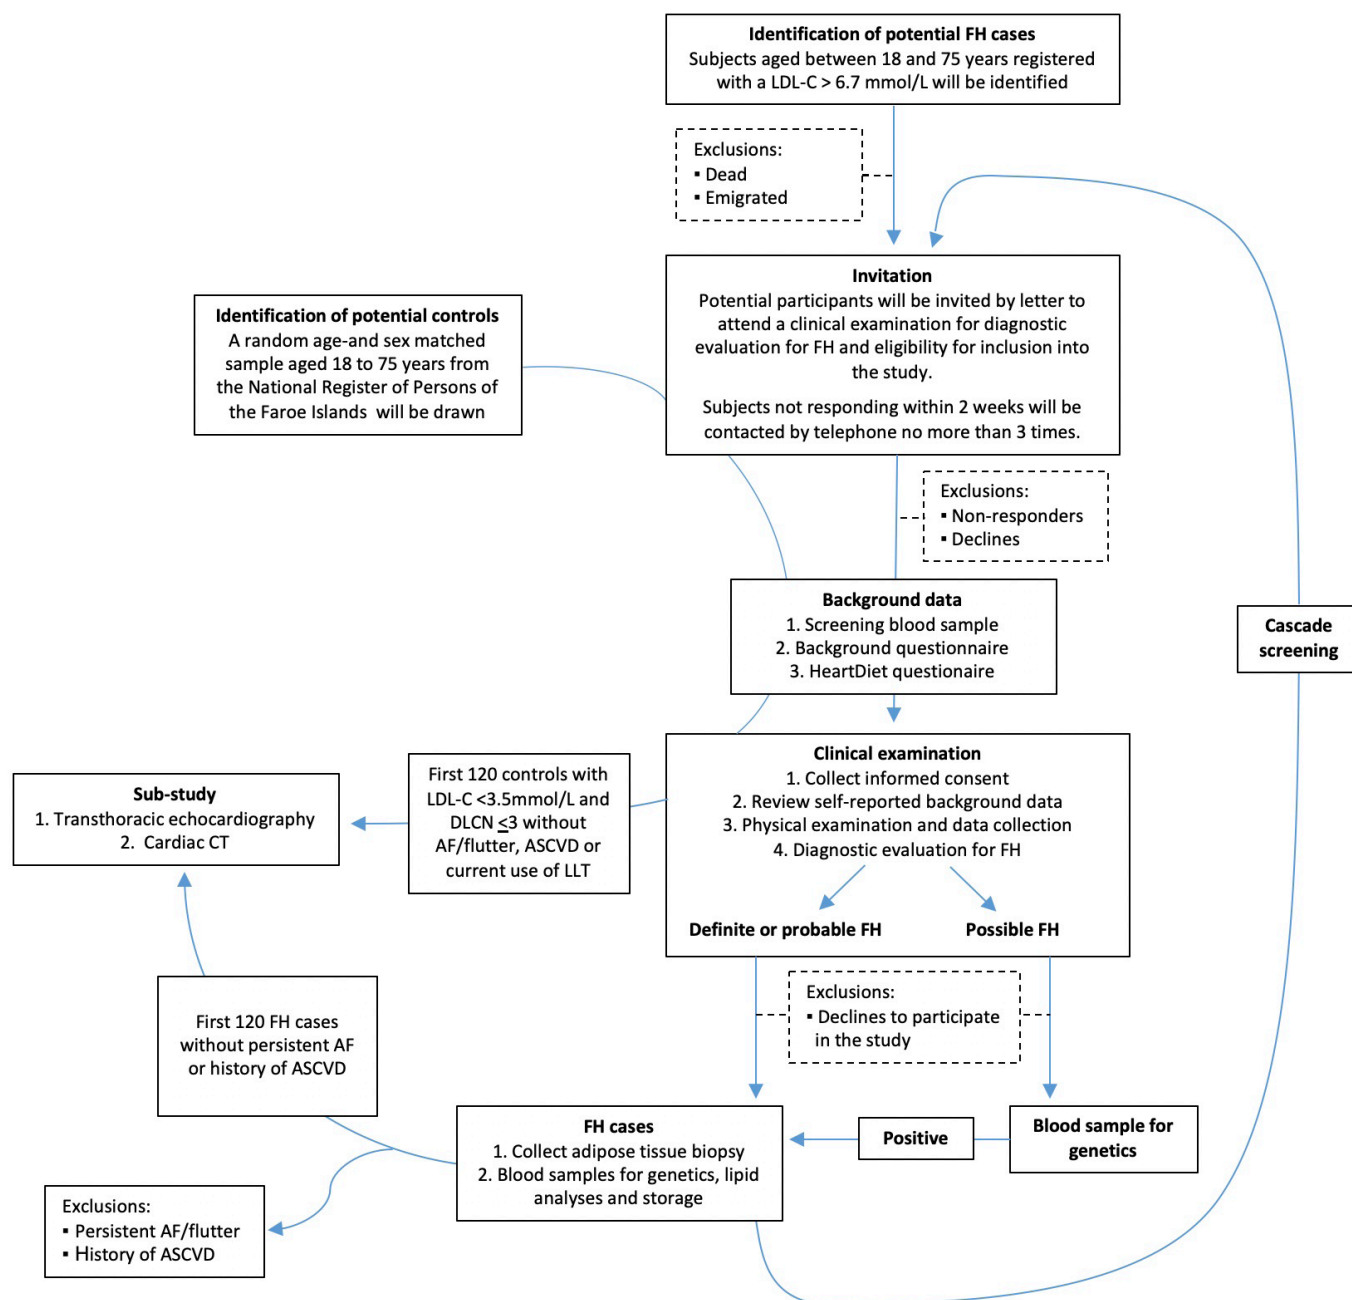 Identification of potential FH cases
Subjects aged between 18 and 75 years registered
with a LDL-C > 6.7 mmol/L will be identified
Exclusions:
▪ Dead
▪ Emigrated
Invitation
Potential participants will be invited by letter to
attend a clinical examination for diagnostic
evaluation for FH and eligibility for inclusion into
the study.
Subjects not responding within 2 weeks will be
contacted by telephone no more than 3 times.
Identification of potential controls
A random age-and sex matched
sample aged 18 to 75 years from
the National Register of Persons of
the Faroe Islands will be drawn
Exclusions:
▪ Non-responders
▪ Declines
Background data
1. Screening blood sample
2. Background questionnaire
3. HeartDiet questionaire
Cascade
screening
Clinical examination
1. Collect informed consent
2. Review self-reported background data
3. Physical examination and data collection
4. Diagnostic evaluation for FH
Definite or probable FH
Possible FH
First 120 controls with
LDL-C <3.5mmol/L and
DLCN <3 without
AF/flutter, ASCVD or
current use of LLT
Sub-study
1. Transthoracic echocardiography
2. Cardiac CT
Exclusions:
▪ Declines to participate
in the study
First 120 FH cases
without persistent AF
or history of ASCVD
FH cases
1. Collect adipose tissue biopsy
2. Blood samples for genetics, lipid
analyses and storage
Positive
Blood sample for
genetics
Exclusions:
▪ Persistent AF/flutter
▪ History of ASCVD